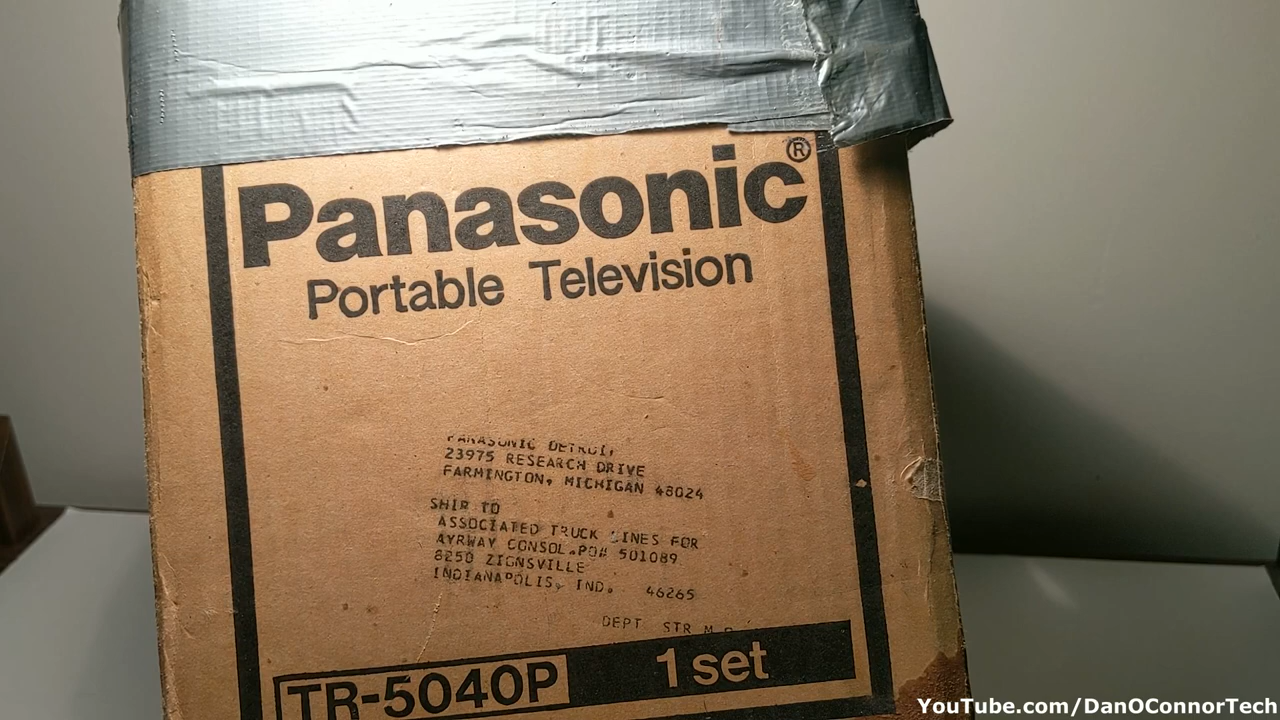 Panasonic®
Portable Television
PANASONIC DETROIT,
23975 RESEARCH DRIVE
FARMINGTON, MICHIGAN 48024
SHIP TO
ASSOCIATED TRUCK LINES FOR
AYRWAY CONSOL.PO# 501089
8250 ZIONSVILLE
INDIANAPOLIS, IND. 46265
DEPT STR
TR-5040P 1 set
YouTube.com/DanOConnorTech